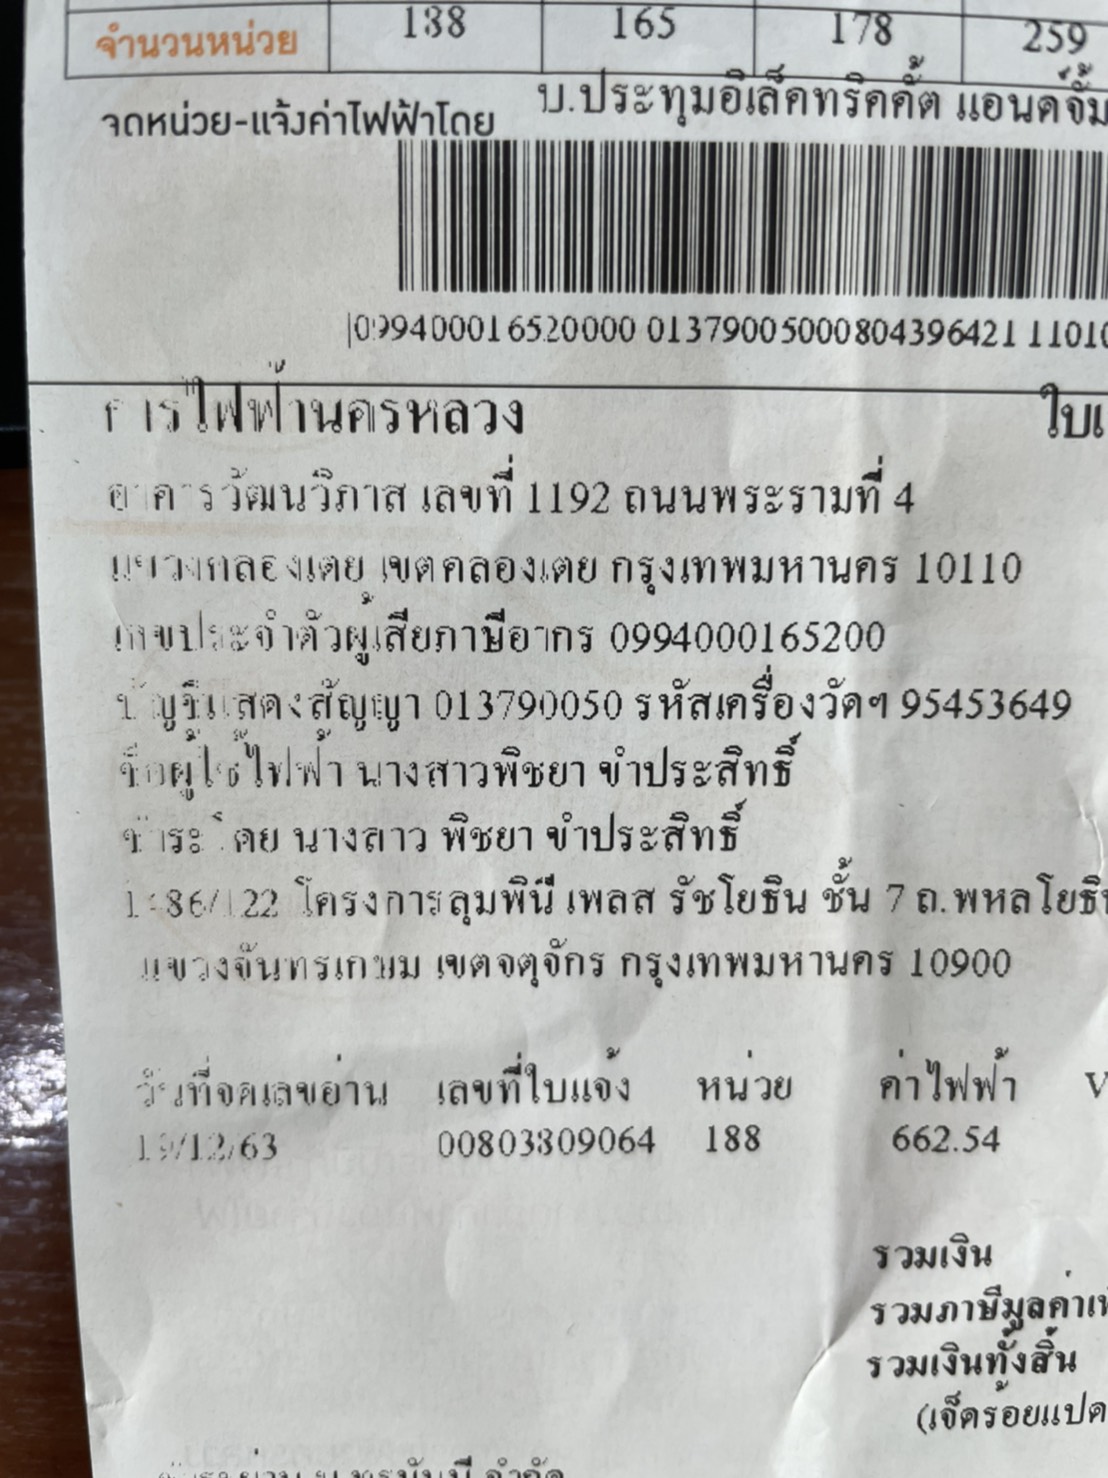 จำนวนหน่วย 138 165 178 259
จดหน่วย-แจ้งค่าไฟฟ้าโดย บ.ประทุมอิเล็คทริคคั้ต แอนด์จั้ม
|099400016520000 01379005000804396421 11010
การไฟฟ้านครหลวง ใบเ
อาคารวัฒนวิภาส เลขที่ 1192 ถนนพระรามที่ 4
แขวงคลองเตย เขตคลองเตย กรุงเทพมหานคร 10110
เลขประจำตัวผู้เสียภาษีอากร 0994000165200
บัญชีแสดงสัญญา 013790050 รหัสเครื่องวัดฯ 95453649
ชื่อผู้ใช้ไฟฟ้า นางสาวพิชยา ขำประสิทธิ์
ชำระโดย นางสาว พิชยา ขำประสิทธิ์
โครงการลุมพินี เพลส รัชโยธิน ชั้น 7 ถ.พหลโยธิน
แขวงจันทรเกษม เขตจตุจักร กรุงเทพมหานคร 10900
วันที่จดเลขอ่าน เลขที่ใบแจ้ง หน่วย ค่าไฟฟ้า V
19/12/63 00803309064 188 662.54
รวมเงิน
รวมภาษีมูลค่าเ
รวมเงินทั้งสิ้น
(เจ็ดร้อยแปด